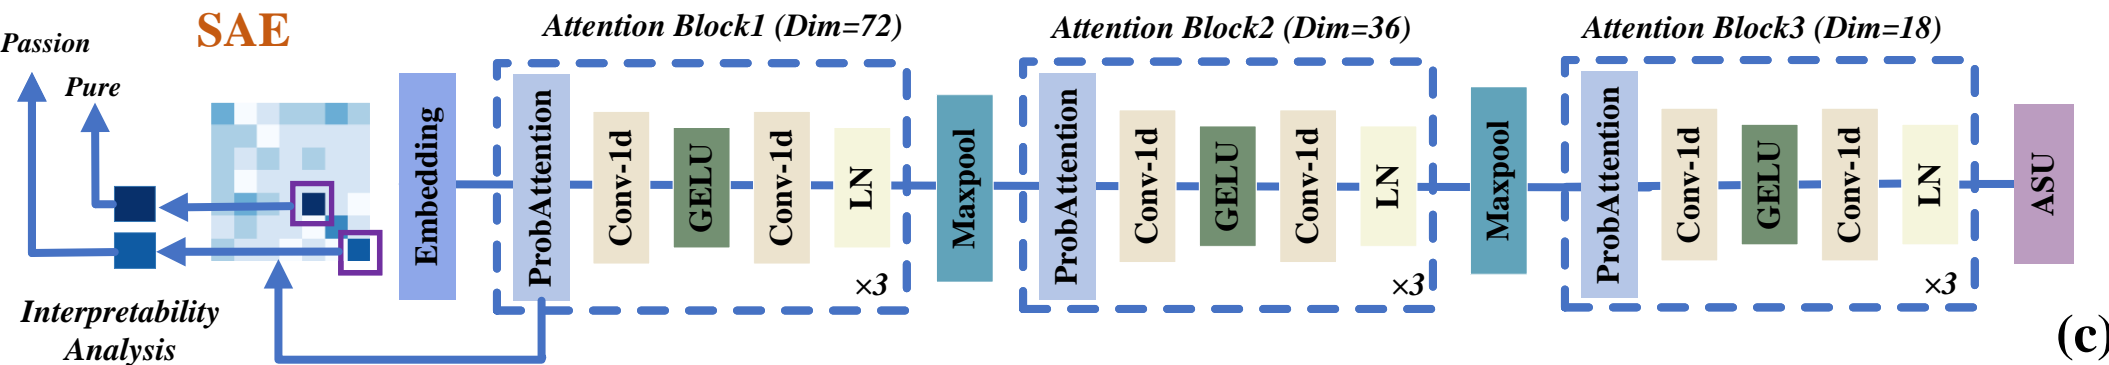 SAE
Passion
Pure
Interpretability
Analysis
Embedding
Attention Block1 (Dim=72)
ProbAttention
Conv-1d
GELU
Conv-1d
LN
×3
Maxpool
Attention Block2 (Dim=36)
ProbAttention
Conv-1d
GELU
Conv-1d
LN
×3
Maxpool
Attention Block3 (Dim=18)
ProbAttention
Conv-1d
GELU
Conv-1d
LN
×3
ASU
(c)